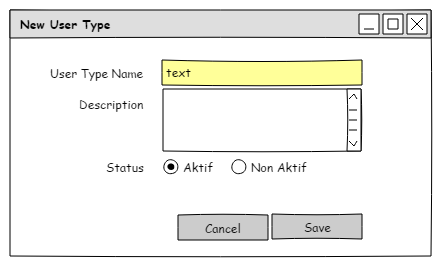 New User Type
User Type Name text
Description
Status Aktif Non Aktif
Cancel Save